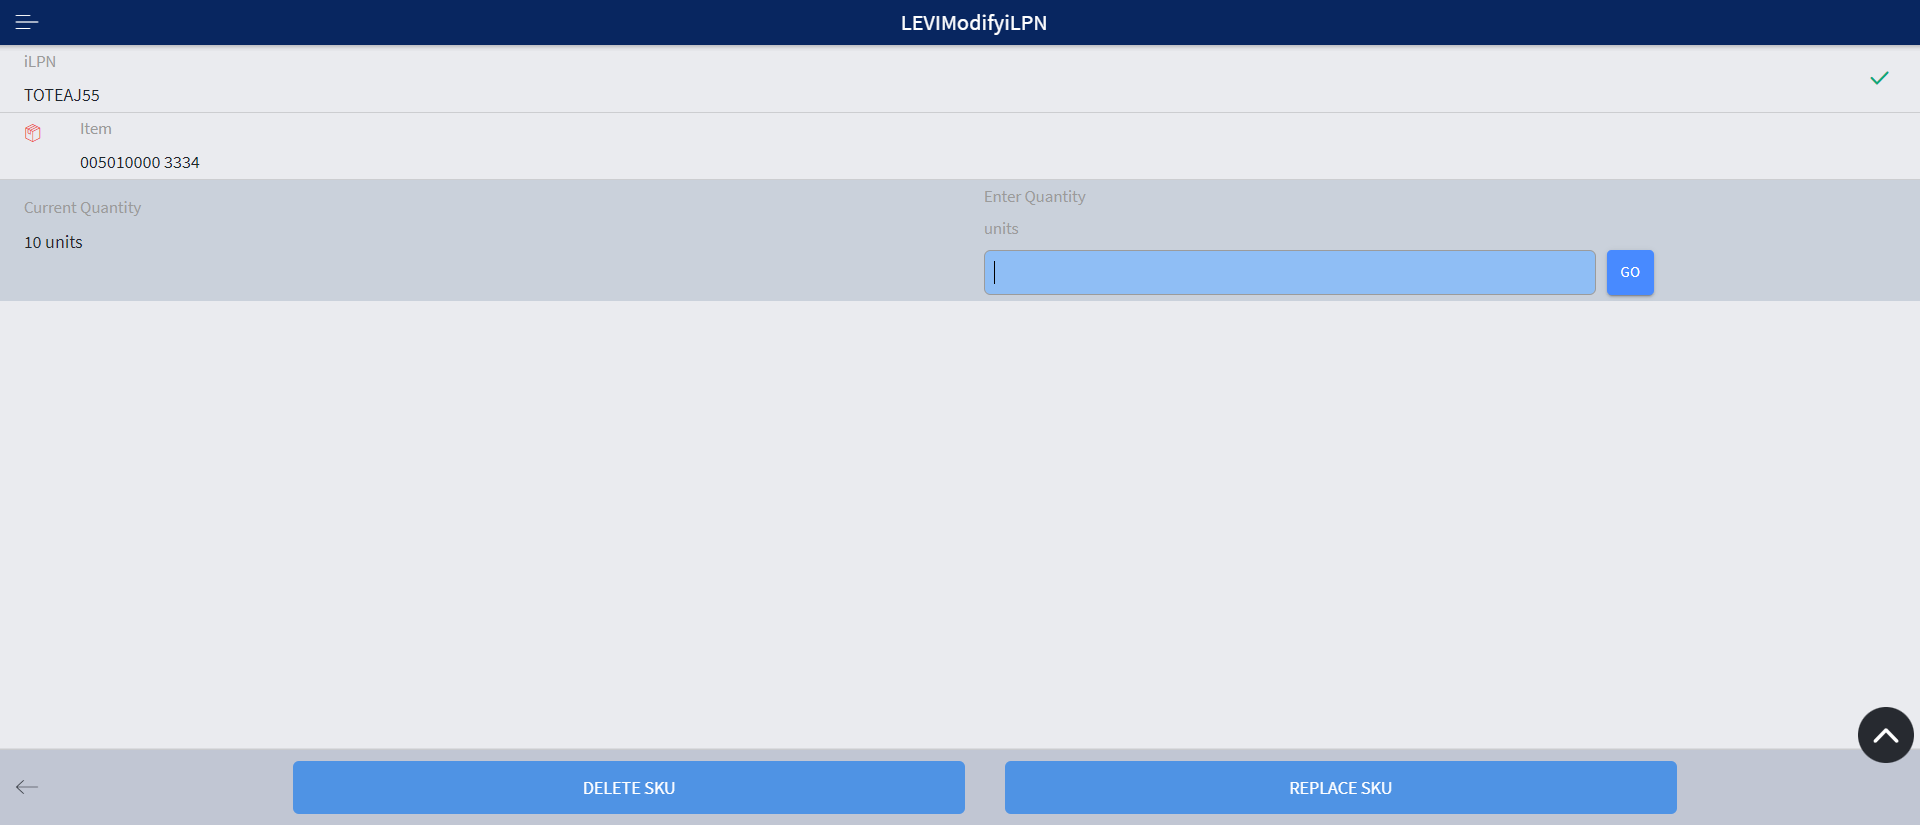 LEVIModifyiLPN
iLPN
TOTEAJ55
Item
005010000 3334
Current Quantity
10 units
Enter Quantity
units
GO
DELETE SKU
REPLACE SKU